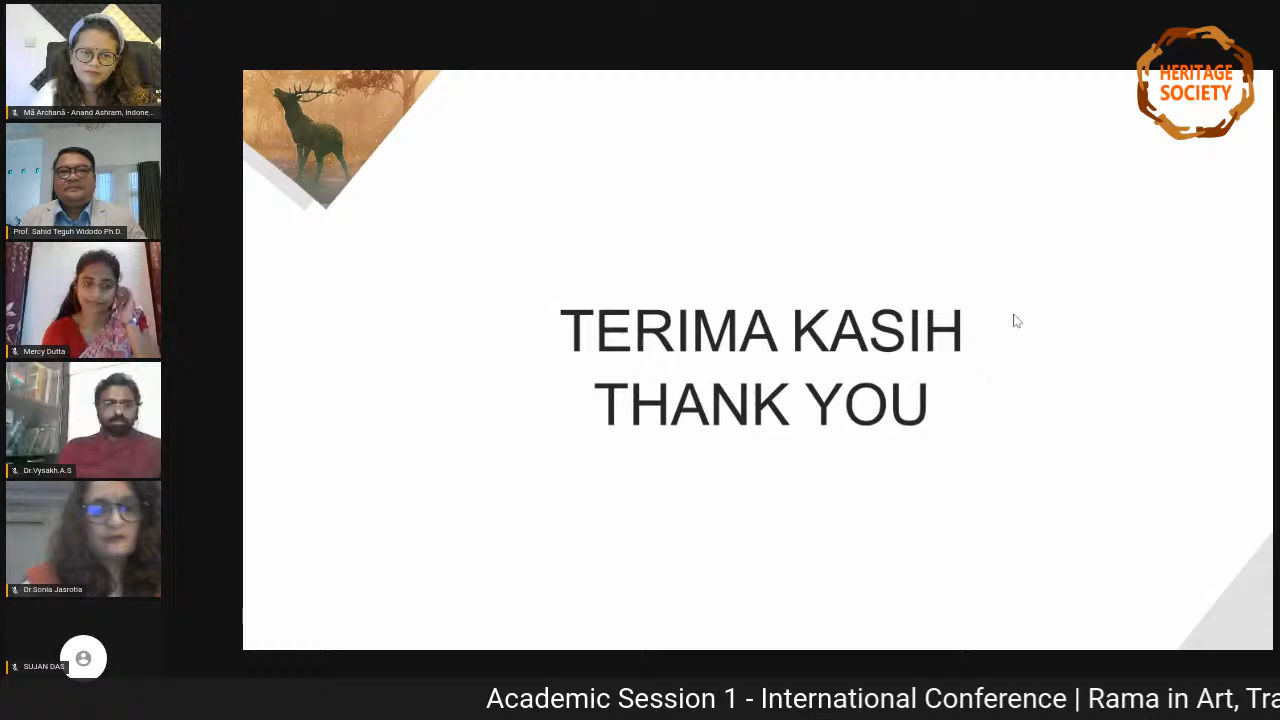 Mā Archanā - Anand Ashram, Indone...
Prof. Sahid Teguh Widodo Ph.D.
Mercy Dutta
Dr.Vysakh.A.S
Dr.Sonia Jasrotia
SUJAN DAS
HERITAGE
SOCIETY
TERIMA KASIH
THANK YOU
Academic Session 1 - International Conference | Rama in Art, Tra